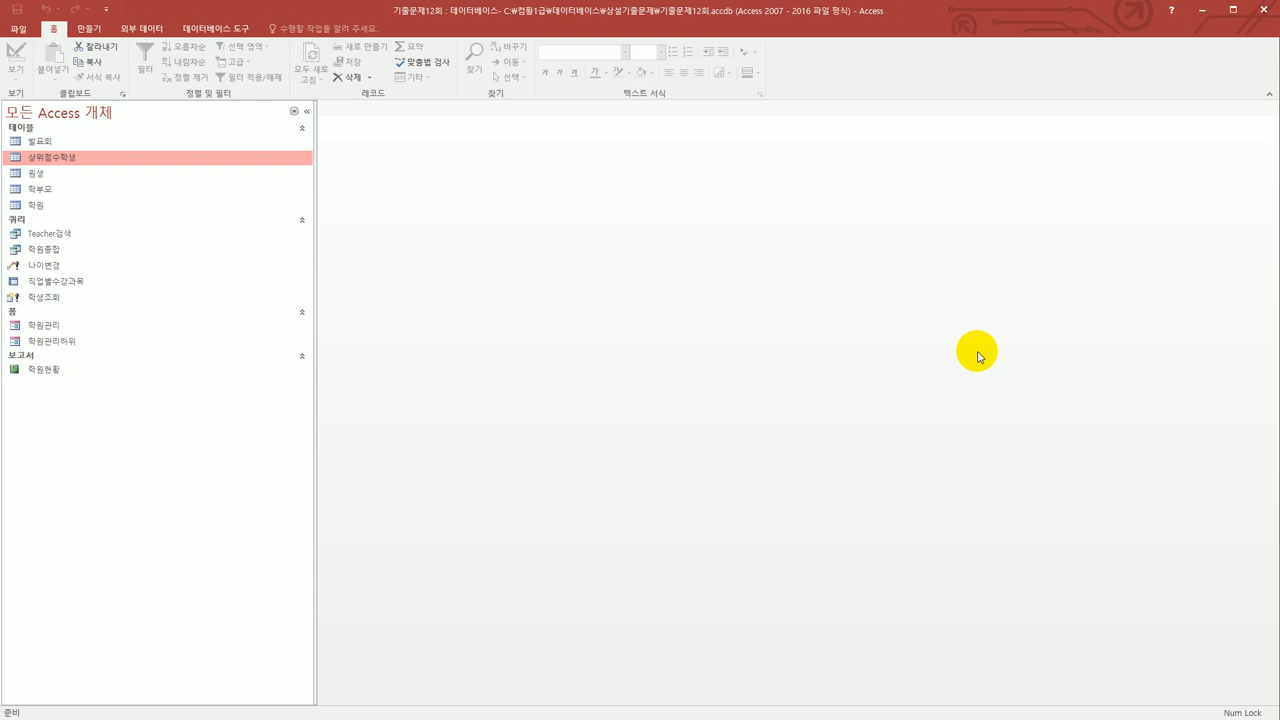 기출문제12회 : 데이터베이스- C:₩컴활1급₩데이터베이스₩상설기출문제₩기출문제12회.accdb (Access 2007 - 2016 파일 형식) - Access
파일 홈 만들기 외부 데이터 데이터베이스 도구 수행할 작업을 알려 주세요.
보기
붙여넣기
잘라내기
복사
서식 복사
필터
오름차순
내림차순
정렬 제거
선택 영역
고급
필터 적용/해제
모두 새로
고침
새로 만들기
저장
삭제
요약
맞춤법 검사
기타
찾기
바꾸기
이동
선택
가 가 가 가
보기 클립보드 정렬 및 필터 레코드 찾기 텍스트 서식
모든 Access 개체
테이블
발표회
상위점수학생
원생
학부모
학원
쿼리
Teacher검색
학원종합
나이변경
직업별수강과목
학생조회
폼
학원관리
학원관리하위
보고서
학원현황
준비
Num Lock